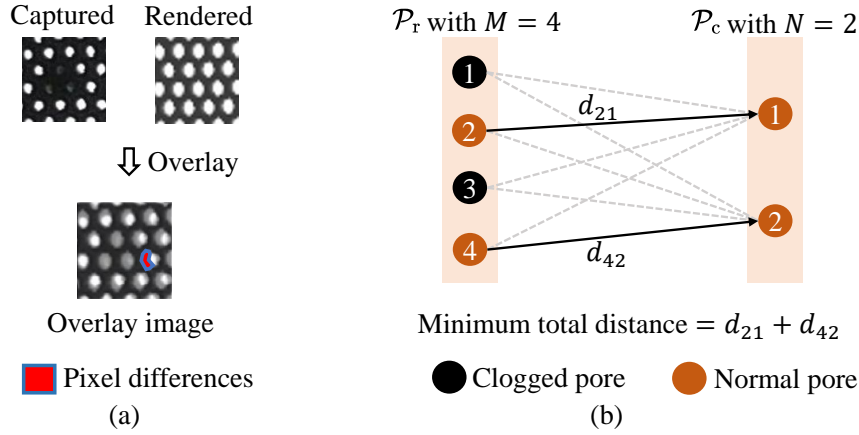 Captured Rendered
Overlay
Overlay image
Pixel differences
(a)
𝒫r with M = 4
𝒫c with N = 2
1
2
3
4
d21
d42
1
2
Minimum total distance = d21 + d42
Clogged pore Normal pore
(b)